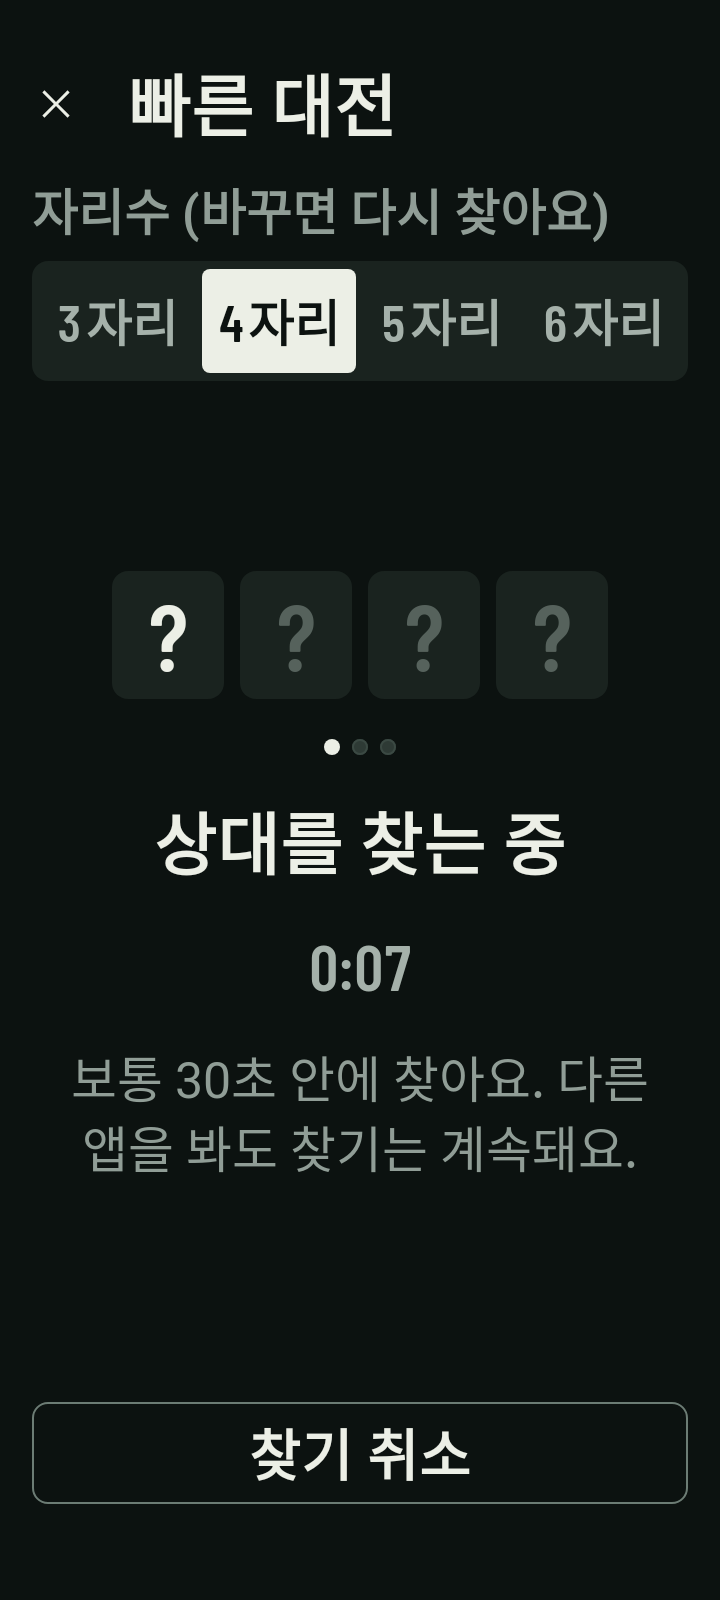 빠른 대전
자리수 (바꾸면 다시 찾아요)
3자리 4자리 5자리 6자리
? ? ? ?
상대를 찾는 중
0:07
보통 30초 안에 찾아요. 다른
앱을 봐도 찾기는 계속돼요.
찾기 취소